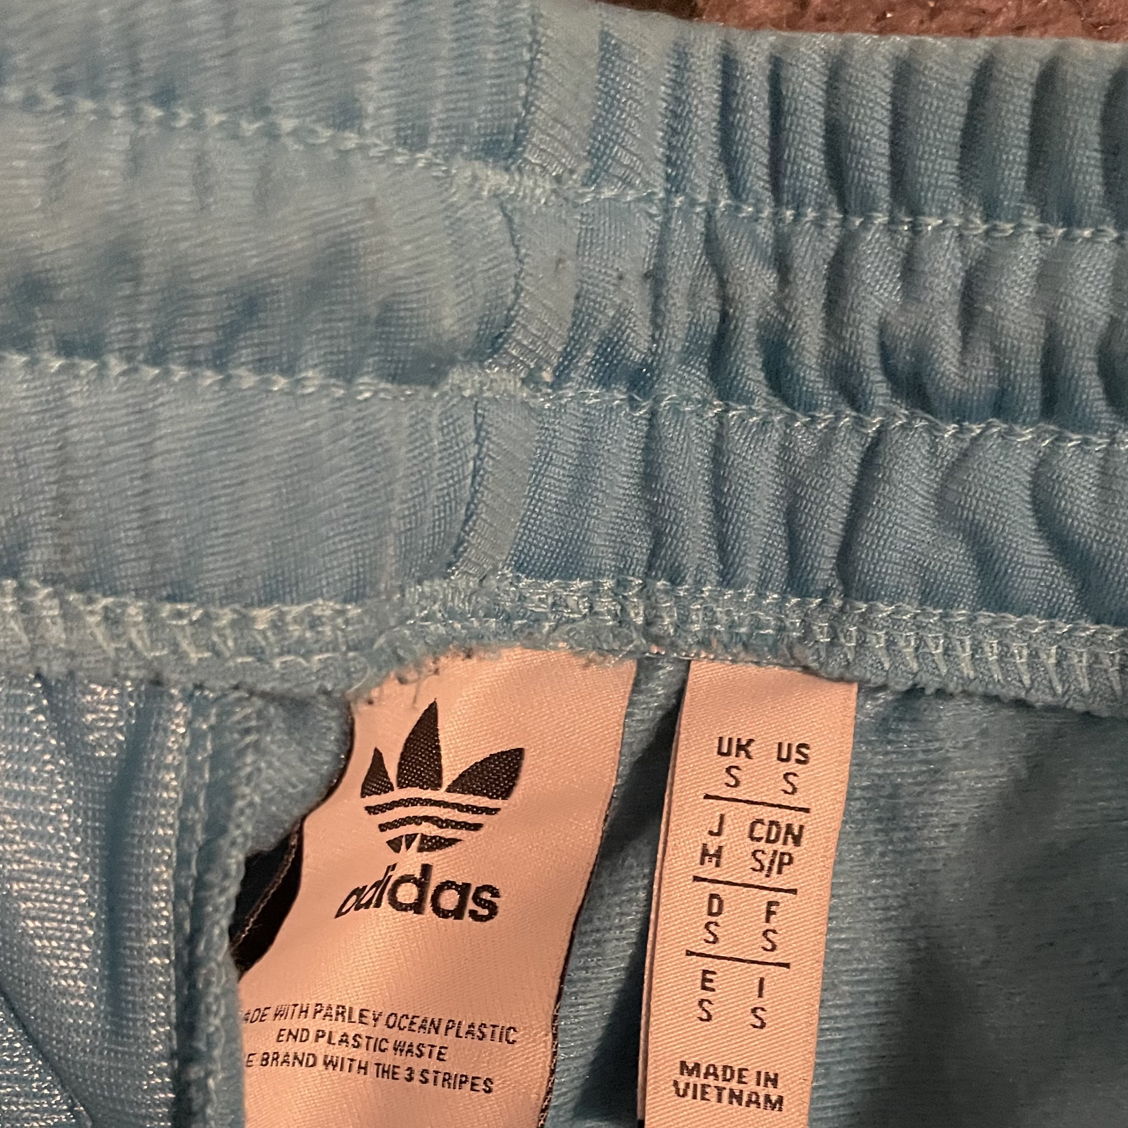 adidas
WITH PARLEY OCEAN PLASTIC
END PLASTIC WASTE
BRAND WITH THE 3 STRIPES
UK US
S S
J CDN
M S/P
D F
S S
E I
S S
MADE IN
VIETNAM